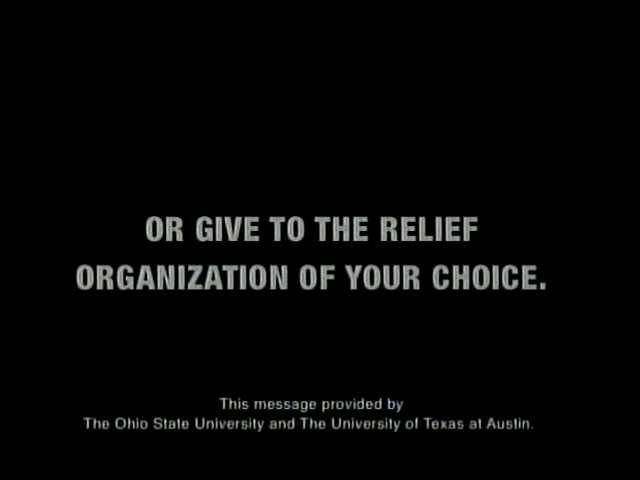 OR GIVE TO THE RELIEF
ORGANIZATION OF YOUR CHOICE.
This message provided by
The Ohio State University and The University of Texas at Austin.